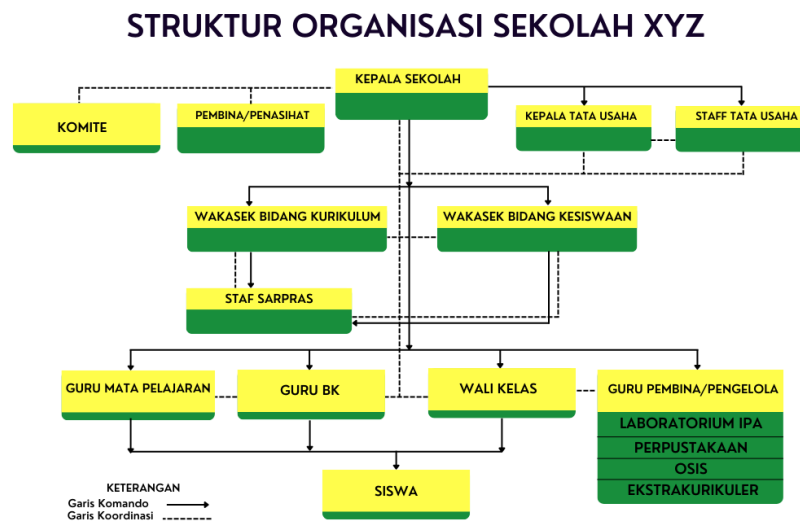 STRUKTUR ORGANISASI SEKOLAH XYZ
KEPALA SEKOLAH
KOMITE
PEMBINA/PENASIHAT
KEPALA TATA USAHA
STAFF TATA USAHA
WAKASEK BIDANG KURIKULUM
WAKASEK BIDANG KESISWAAN
STAF SARPRAS
GURU MATA PELAJARAN
GURU BK
WALI KELAS
GURU PEMBINA/PENGELOLA
LABORATORIUM IPA
PERPUSTAKAAN
OSIS
EKSTRAKURIKULER
SISWA
KETERANGAN
Garis Komando
Garis Koordinasi